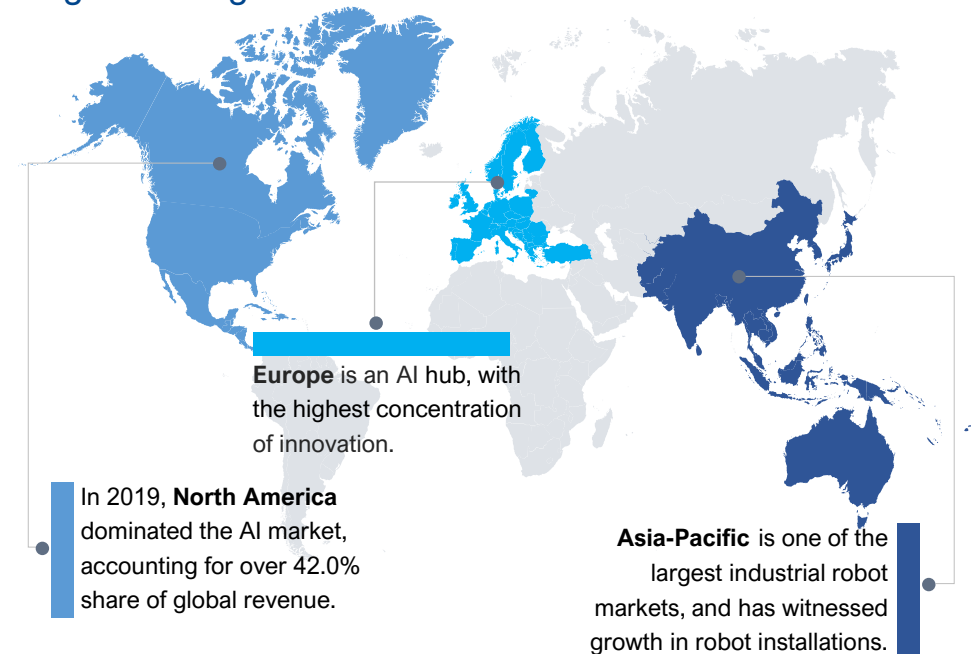 Europe is an AI hub, with
the highest concentration
of innovation.
In 2019, North America
dominated the AI market,
accounting for over 42.0%
share of global revenue.
Asia-Pacific is one of the
largest industrial robot
markets, and has witnessed
growth in robot installations.